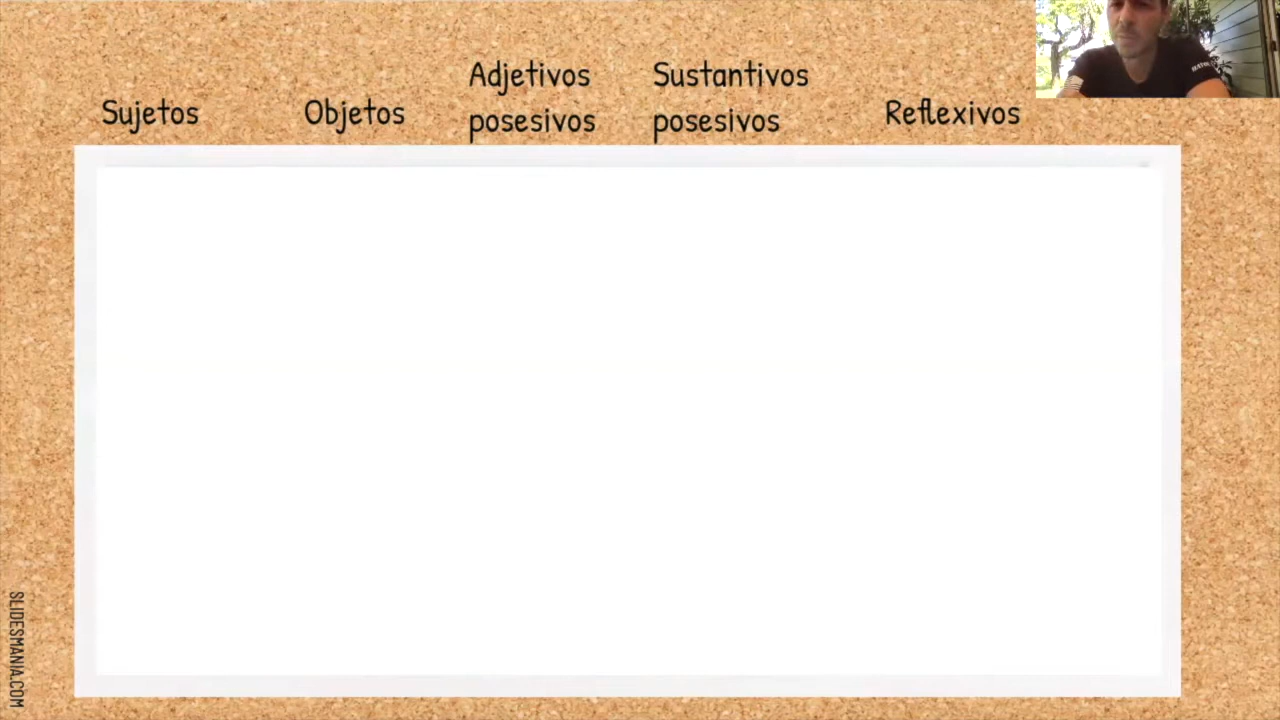 Sujetos
Objetos
Adjetivos
posesivos
Sustantivos
posesivos
Reflexivos
SLIDESMANIA.COM